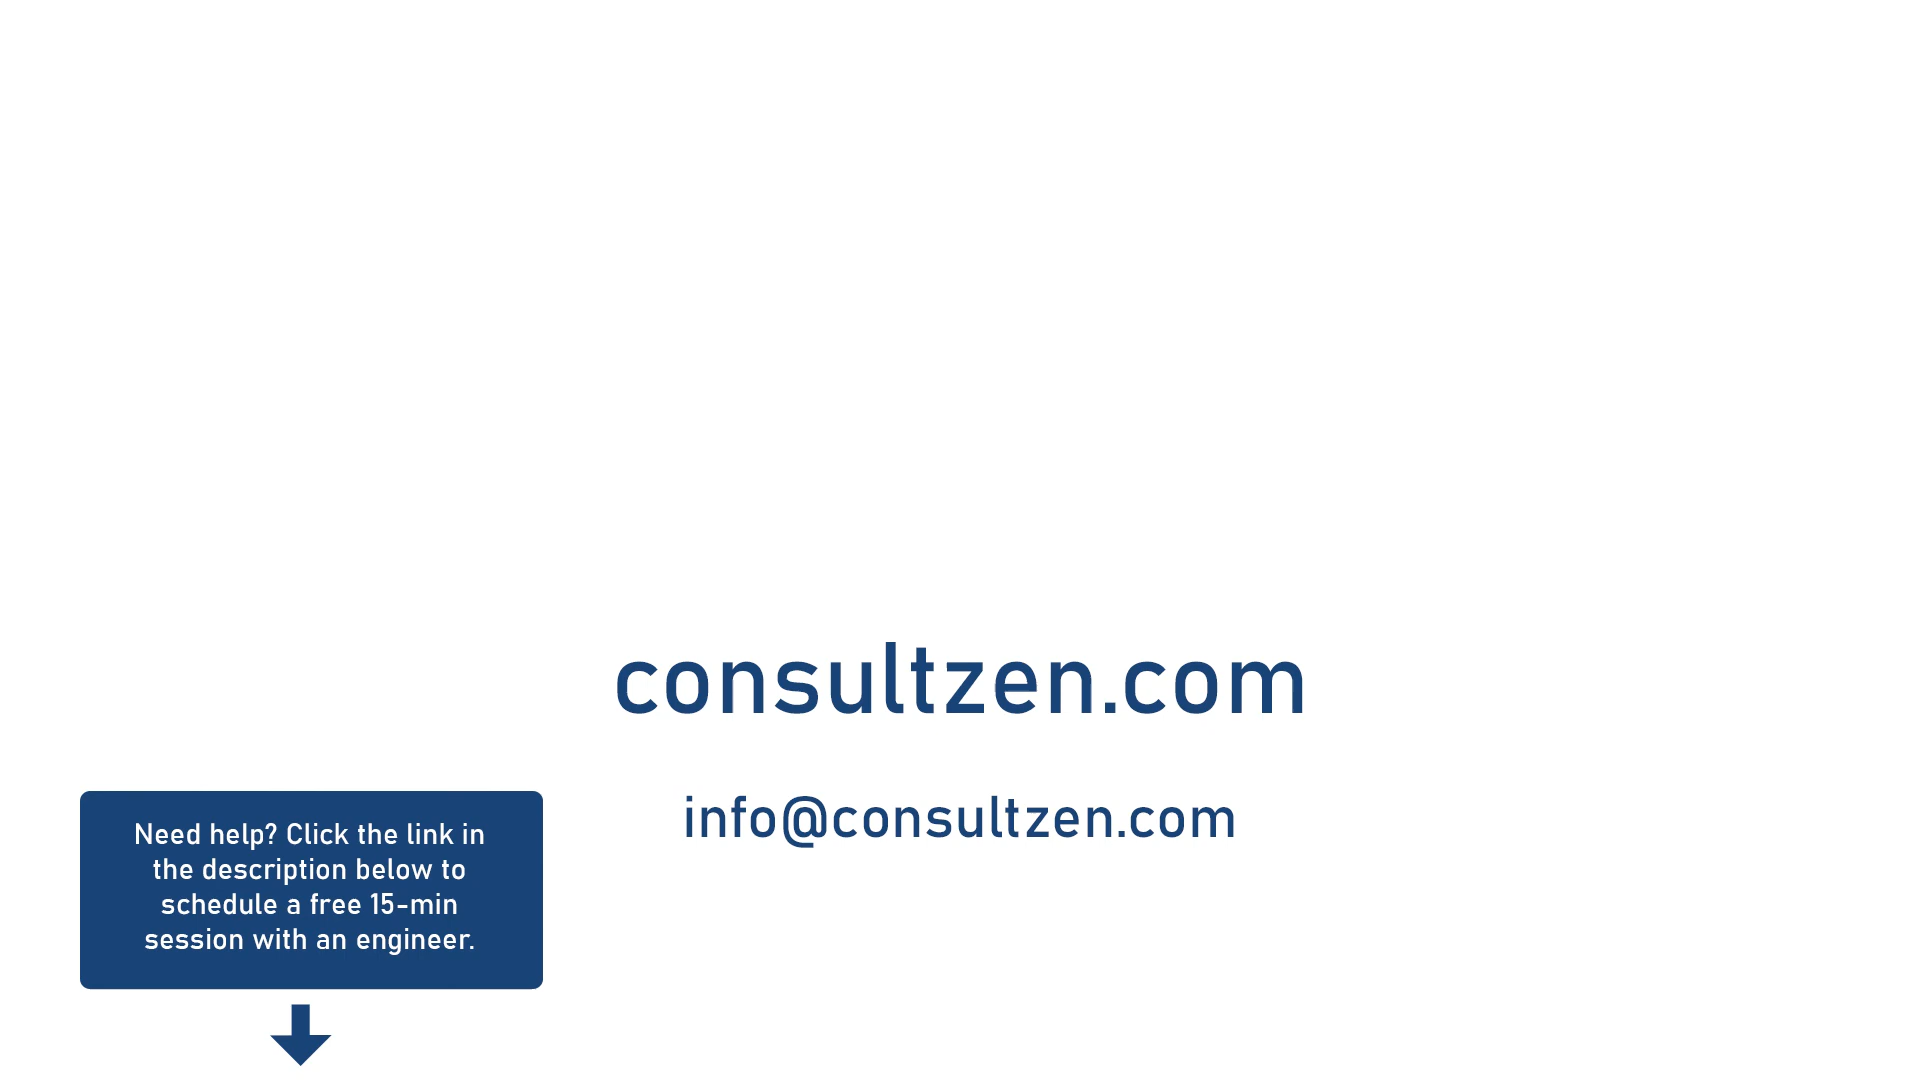 consultzen.com
info@consultzen.com
Need help? Click the link in
the description below to
schedule a free 15-min
session with an engineer.